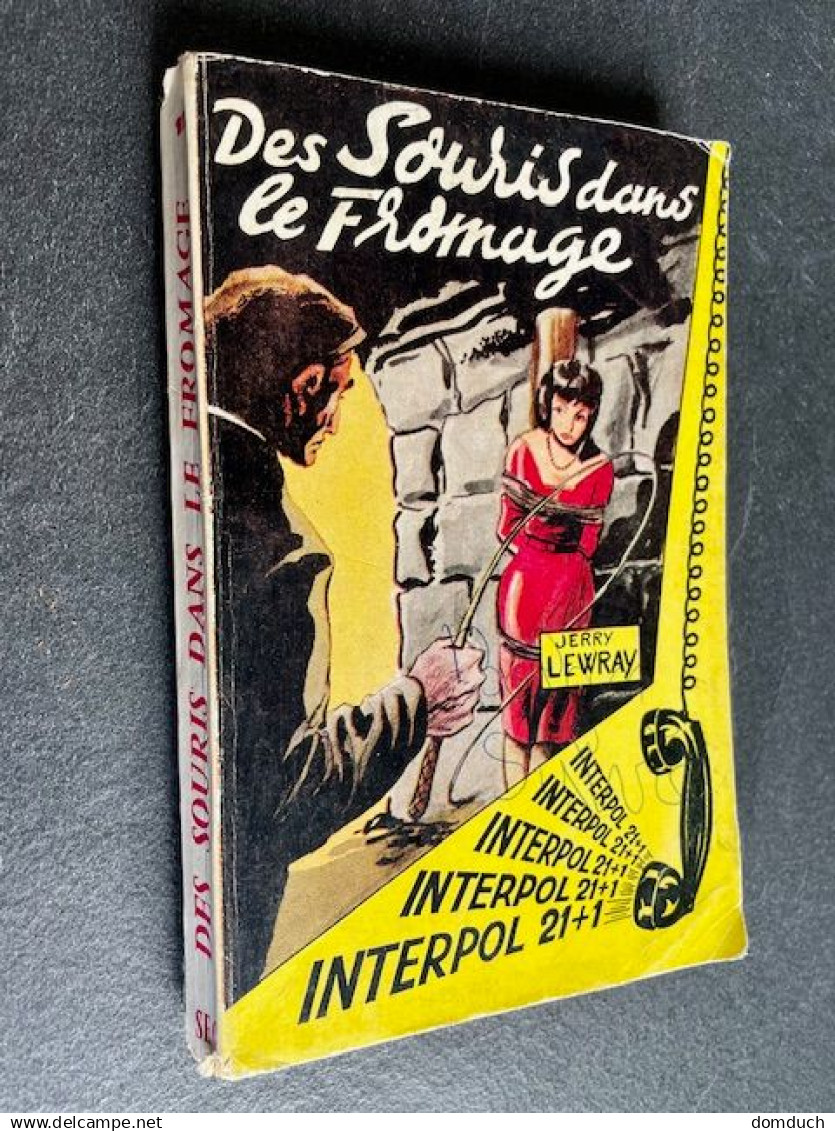 Des Souris dans
le Fromage
JERRY
LEWRAY
INTERPOL 21+1
INTERPOL 21+1
INTERPOL 21+1
INTERPOL 21+1
INTERPOL 21+1
DES SOURIS DANS LE FROMAGE
delcampe.net
domduch